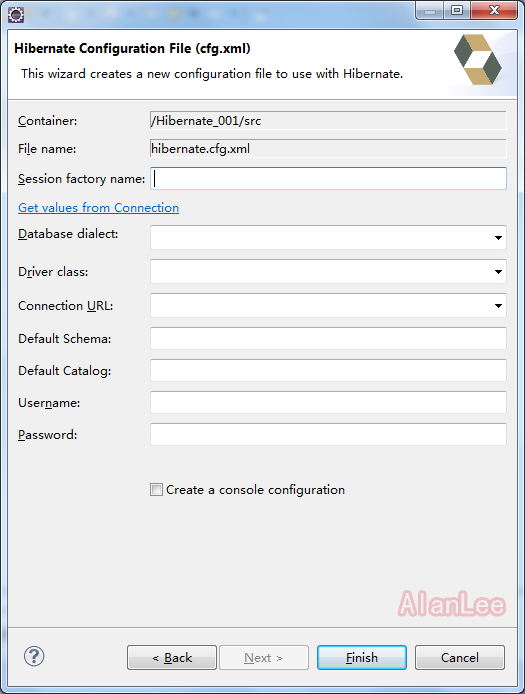 Hibernate Configuration File (cfg.xml)
This wizard creates a new configuration file to use with Hibernate.
Container: /Hibernate_001/src
File name: hibernate.cfg.xml
Session factory name:
Get values from Connection
Database dialect:
Driver class:
Connection URL:
Default Schema:
Default Catalog:
Username:
Password:
Create a console configuration
AlanLee
? < Back Next > Finish Cancel